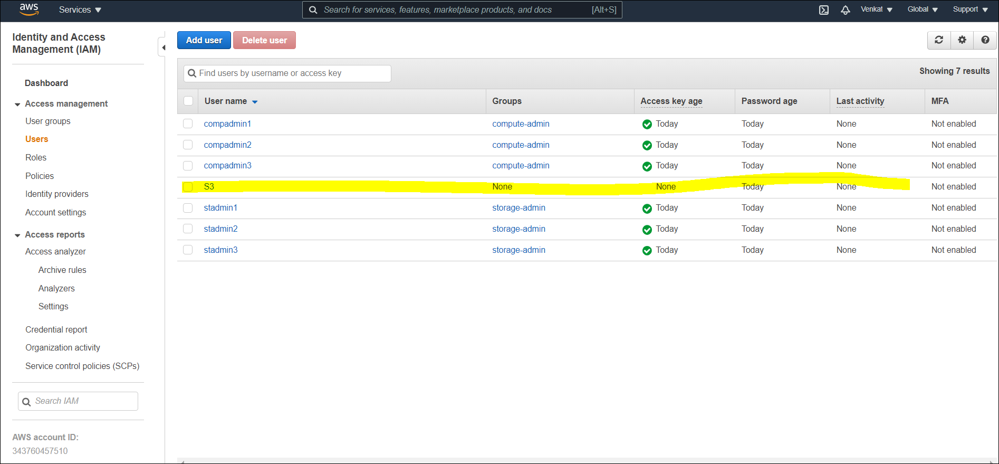 aws Services Search for services, features, marketplace products, and docs [Alt+S] Venkat Global Support
Identity and Access
Management (IAM)
Dashboard
Access management
User groups
Users
Roles
Policies
Identity providers
Account settings
Access reports
Access analyzer
Archive rules
Analyzers
Settings
Credential report
Organization activity
Service control policies (SCPs)
Search IAM
AWS account ID:
343760457510
Add user Delete user
Find users by username or access key Showing 7 results
User name Groups Access key age Password age Last activity MFA
compadmin1 compute-admin Today Today None Not enabled
compadmin2 compute-admin Today Today None Not enabled
compadmin3 compute-admin Today Today None Not enabled
S3 None None Today None Not enabled
stadmin1 storage-admin Today Today None Not enabled
stadmin2 storage-admin Today Today None Not enabled
stadmin3 storage-admin Today Today None Not enabled